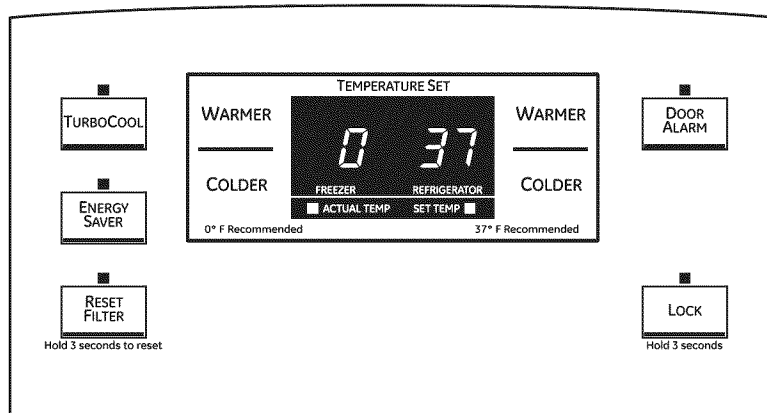 TEMPERATURE SET
TURBOCOOL
WARMER
WARMER
DOOR
ALARM
0 37
COLDER
COLDER
FREEZER REFRIGERATOR
ACTUAL TEMP SET TEMP
0° F Recommended 37° F Recommended
ENERGY
SAVER
RESET
FILTER
Hold 3 seconds to reset
LOCK
Hold 3 seconds